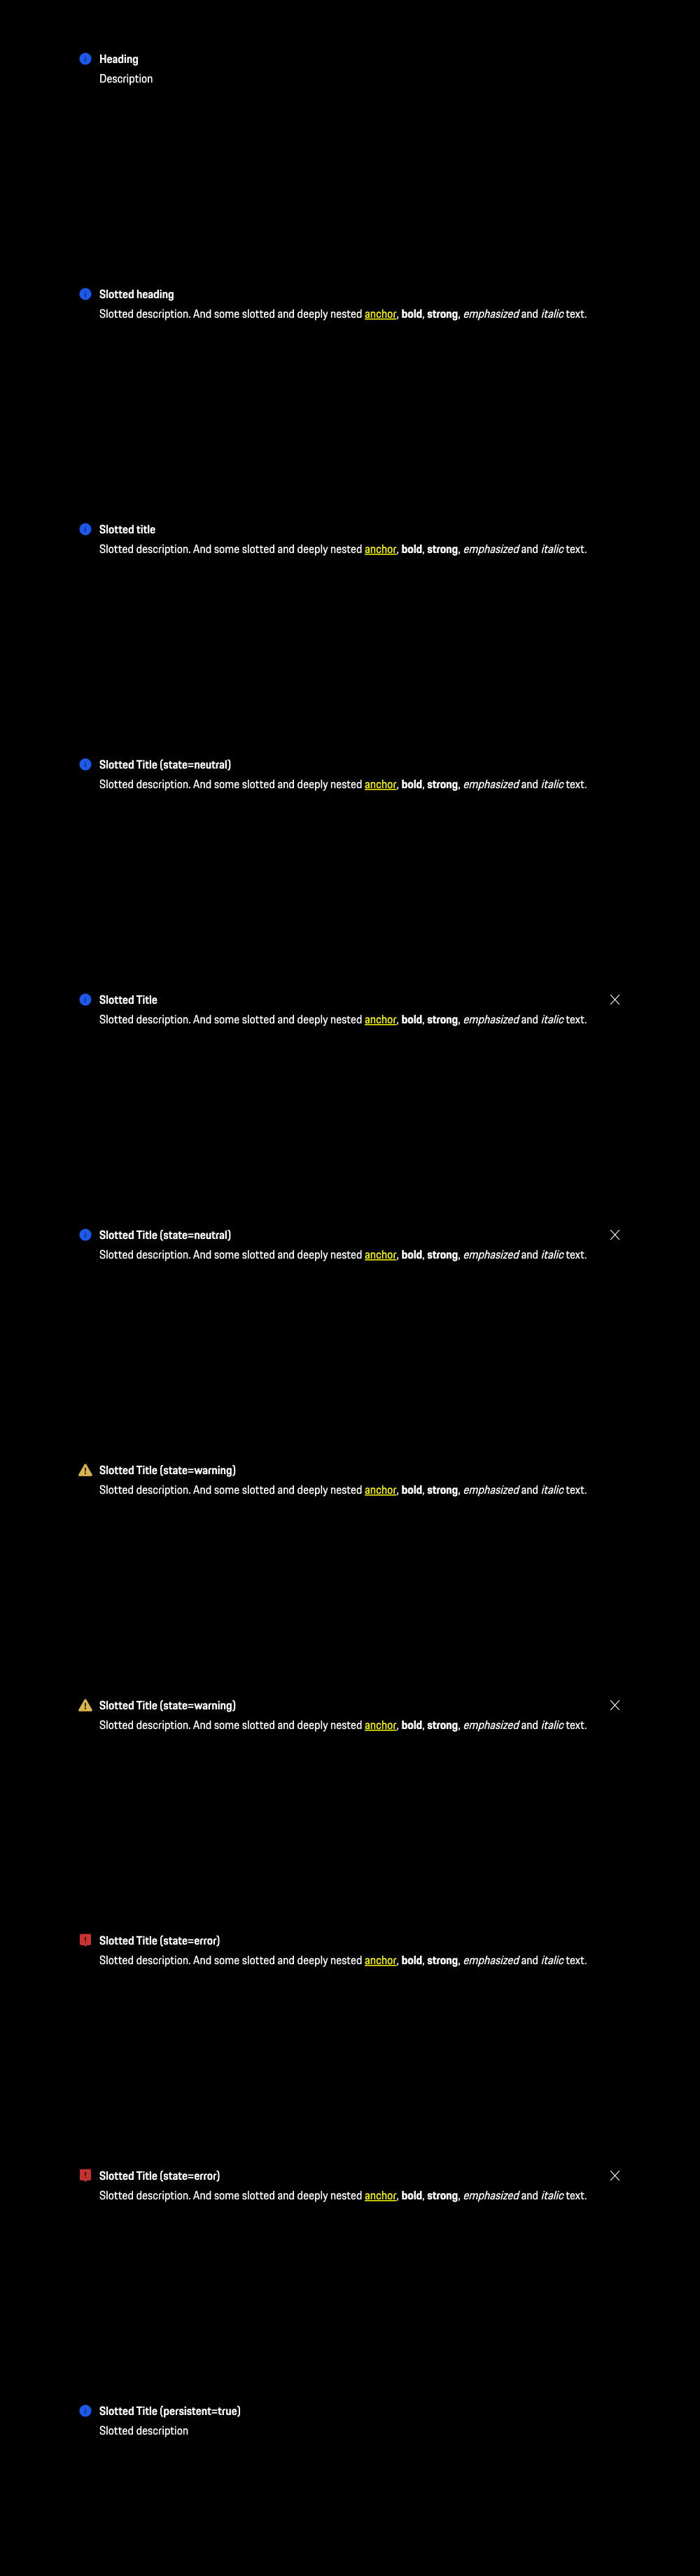 Heading
Description
Slotted heading
Slotted description. And some slotted and deeply nested anchor, bold, strong, emphasized and italic text.
Slotted title
Slotted description. And some slotted and deeply nested anchor, bold, strong, emphasized and italic text.
Slotted Title (state=neutral)
Slotted description. And some slotted and deeply nested anchor, bold, strong, emphasized and italic text.
Slotted Title
Slotted description. And some slotted and deeply nested anchor, bold, strong, emphasized and italic text.
Slotted Title (state=neutral)
Slotted description. And some slotted and deeply nested anchor, bold, strong, emphasized and italic text.
Slotted Title (state=warning)
Slotted description. And some slotted and deeply nested anchor, bold, strong, emphasized and italic text.
Slotted Title (state=warning)
Slotted description. And some slotted and deeply nested anchor, bold, strong, emphasized and italic text.
Slotted Title (state=error)
Slotted description. And some slotted and deeply nested anchor, bold, strong, emphasized and italic text.
Slotted Title (state=error)
Slotted description. And some slotted and deeply nested anchor, bold, strong, emphasized and italic text.
Slotted Title (persistent=true)
Slotted description